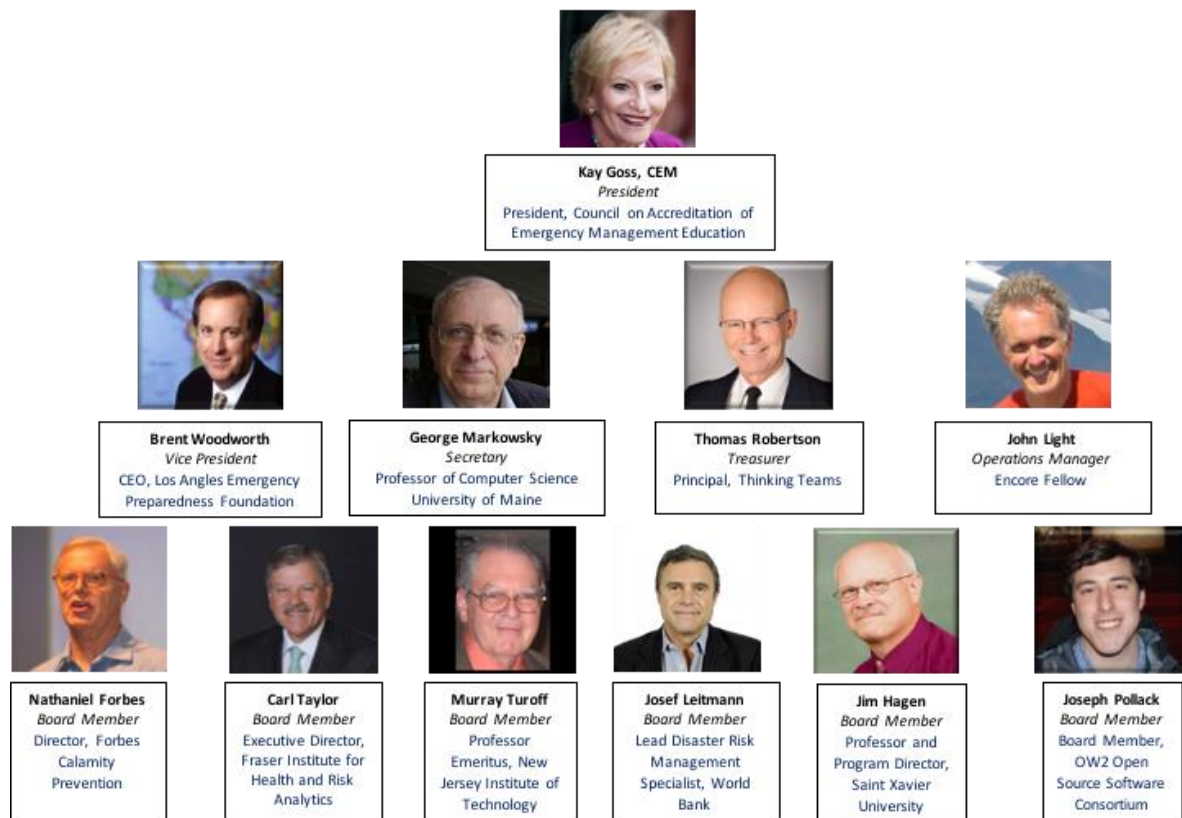 Kay Goss, CEM
President
President, Council on Accreditation of
Emergency Management Education
Brent Woodworth
Vice President
CEO, Los Angles Emergency
Preparedness Foundation
George Markowsky
Secretary
Professor of Computer Science
University of Maine
Thomas Robertson
Treasurer
Principal, Thinking Teams
John Light
Operations Manager
Encore Fellow
Nathaniel Forbes
Board Member
Director, Forbes
Calamity
Prevention
Carl Taylor
Board Member
Executive Director,
Fraser Institute for
Health and Risk
Analytics
Murray Turoff
Board Member
Professor
Emeritus, New
Jersey Institute of
Technology
Josef Leitmann
Board Member
Lead Disaster Risk
Management
Specialist, World
Bank
Jim Hagen
Board Member
Professor and
Program Director,
Saint Xavier
University
Joseph Pollack
Board Member
Board Member,
OW2 Open
Source Software
Consortium